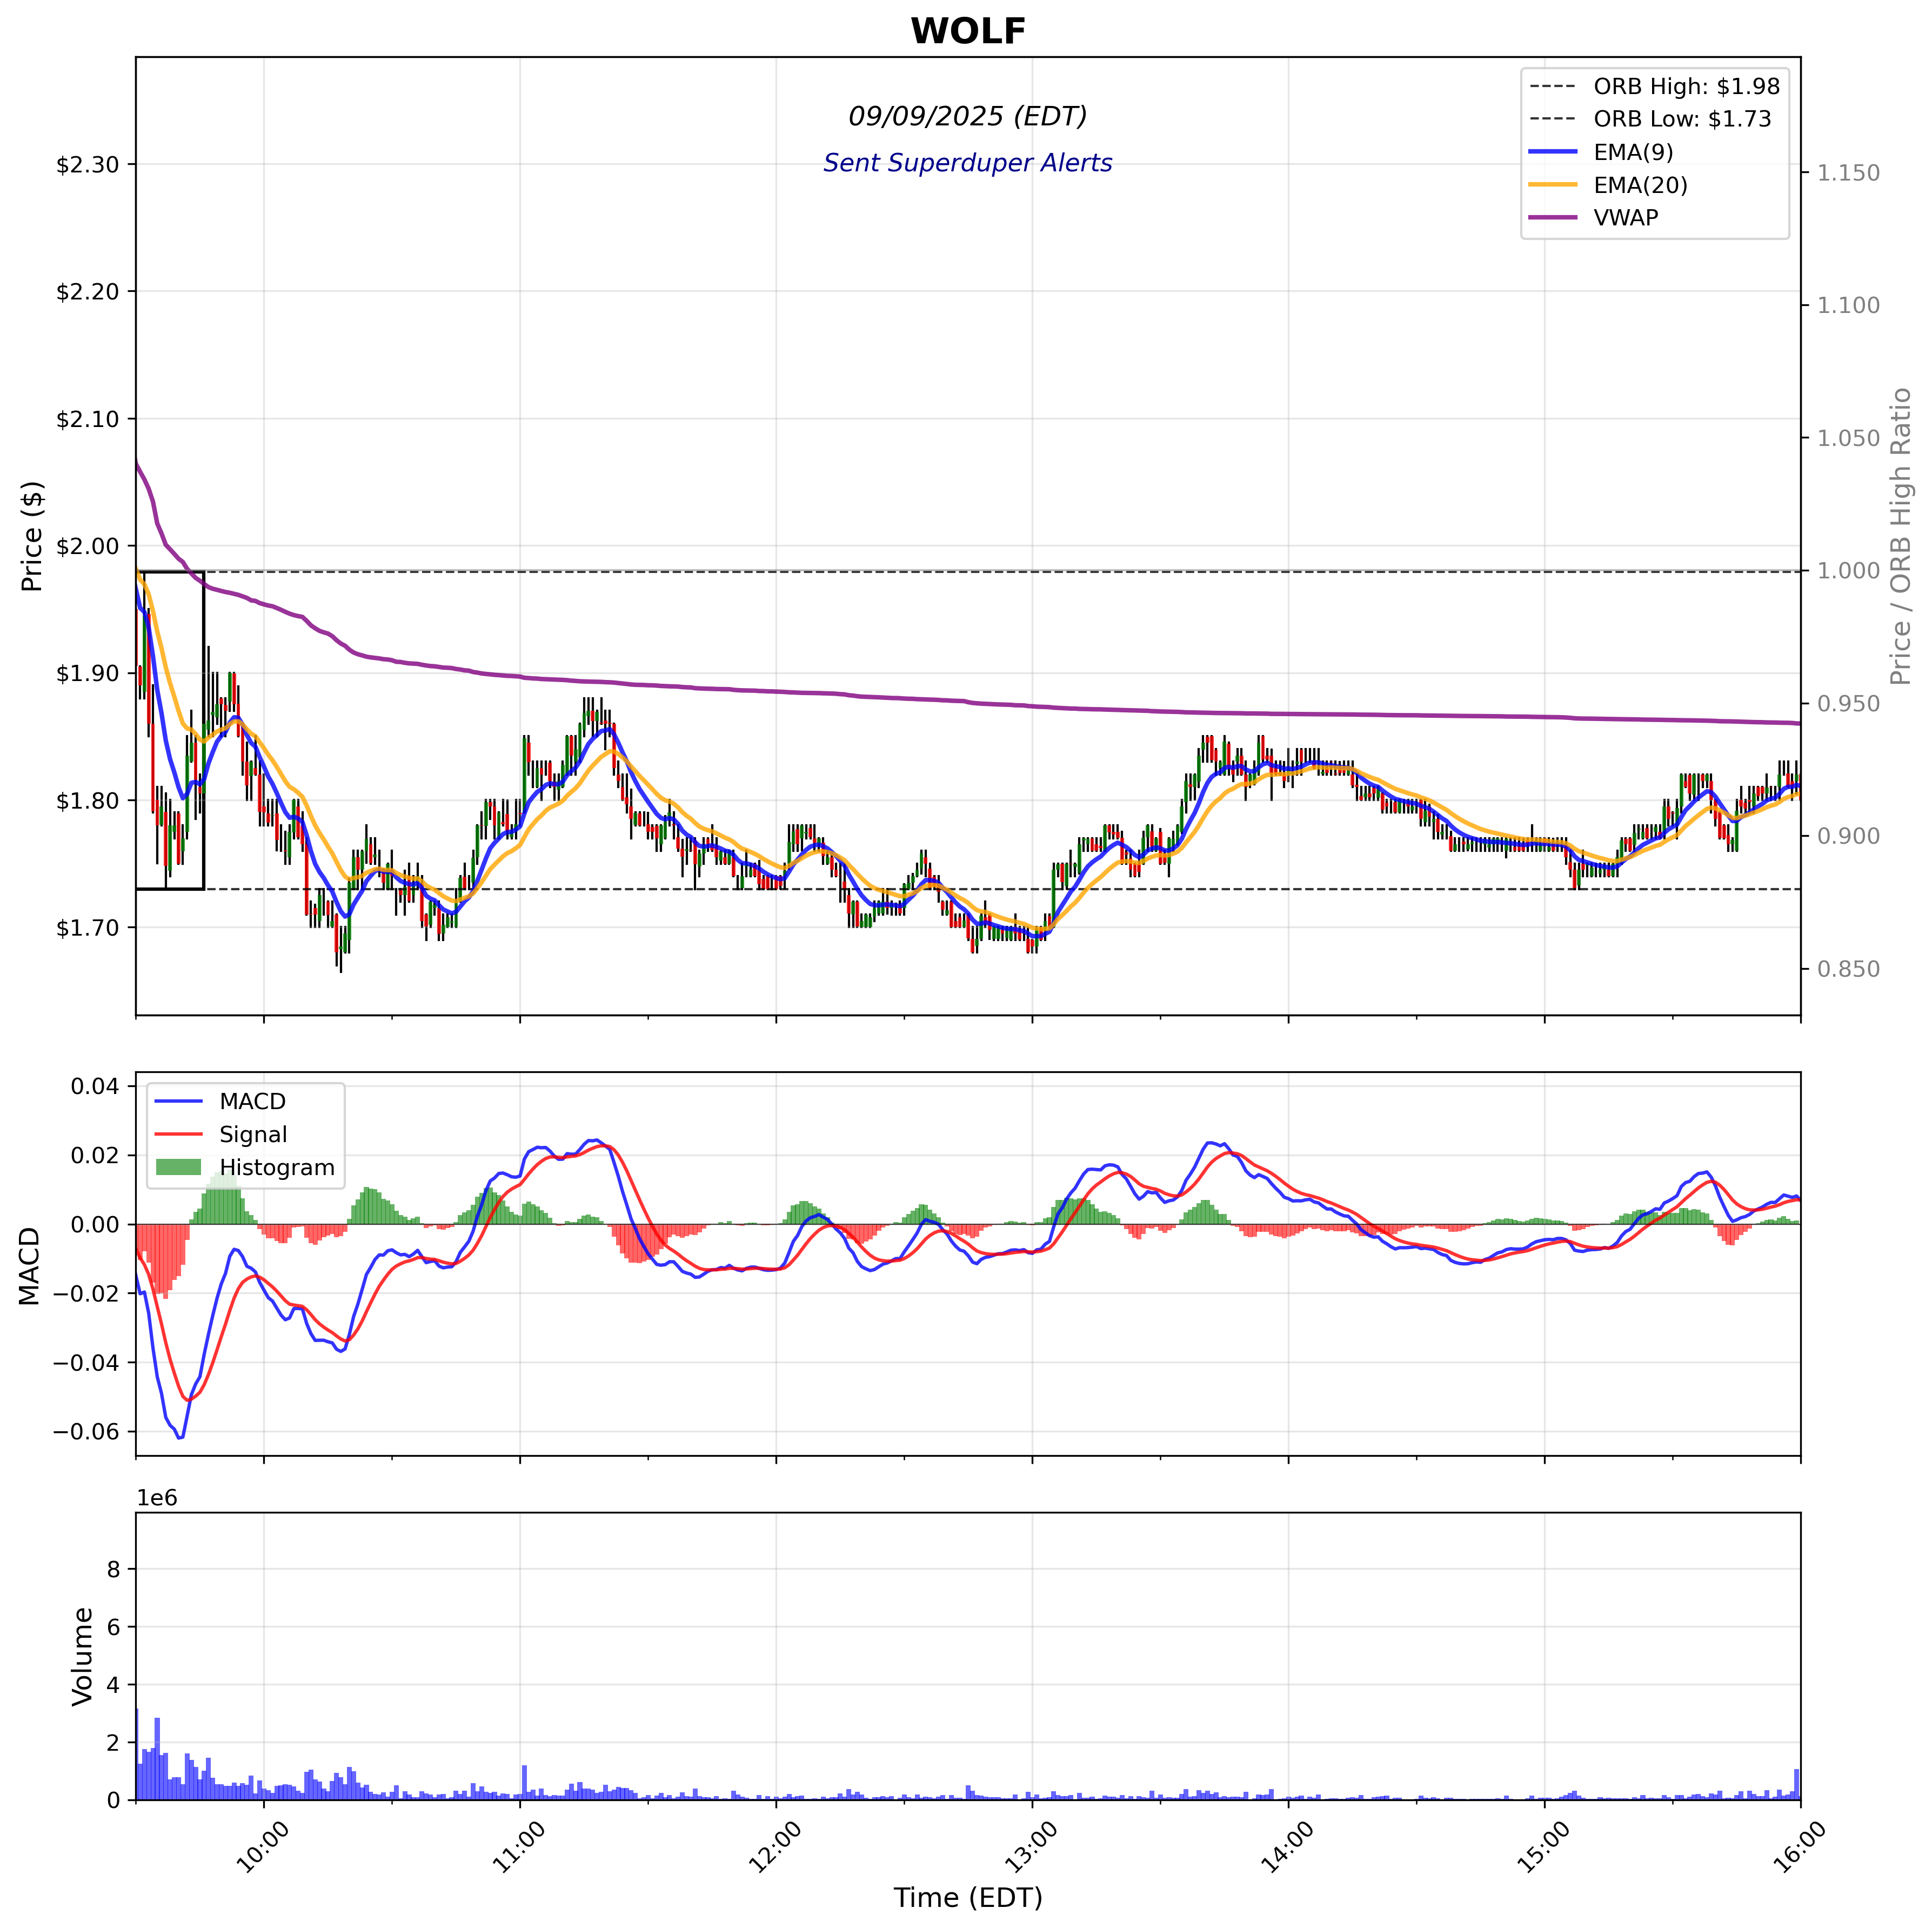 WOLF
09/09/2025 (EDT)
Sent Superduper Alerts
ORB High: $1.98
ORB Low: $1.73
EMA(9)
EMA(20)
VWAP
Price ($)
$2.30
$2.20
$2.10
$2.00
$1.90
$1.80
$1.70
Price / ORB High Ratio
1.150
1.100
1.050
1.000
0.950
0.900
0.850
MACD
0.04
0.02
0.00
−0.02
−0.04
−0.06
MACD
Signal
Histogram
1e6
Volume
8
6
4
2
0
10:00
11:00
12:00
13:00
14:00
15:00
16:00
Time (EDT)